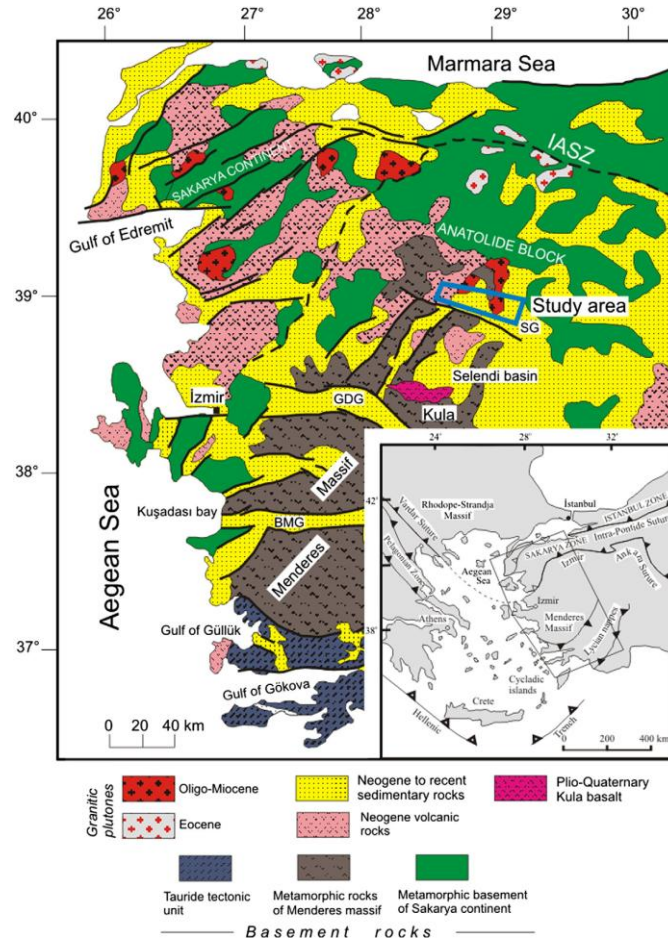 26°
27°
28°
29°
30°
Marmara Sea
40°
IASZ
SAKARYA CONTINENT
Gulf of Edremit
ANATOLIDE BLOCK
39°
Study area
SG
Selendi basin
İzmir
GDG
Kula
38°
Massif
Kuşadası bay
BMG
Aegean Sea
Menderes
37°
Gulf of Güllük
Gulf of Gökova
0 20 40 km
24°
28°
32°
42°
Rhodope-Strandja
Massif
İstanbul
Vardar Suture
ISTANBUL ZONE
Intra-Pontide Suture
SAKARYA ZONE
Pelagonian Zone
Aegean
Sea
Izmir
Ankara Suture
Izmir
38°
Athens
Menderes
Massif
Lycian nappes
Cycladic
islands
Crete
Hellenic
Trench
0 200 400 km
Granitic
plutones
Oligo-Miocene
Eocene
Neogene to recent
sedimentary rocks
Neogene volcanic
rocks
Plio-Quaternary
Kula basalt
Tauride tectonic
unit
Metamorphic rocks
of Menderes massif
Metamorphic basement
of Sakarya continent
Basement rocks